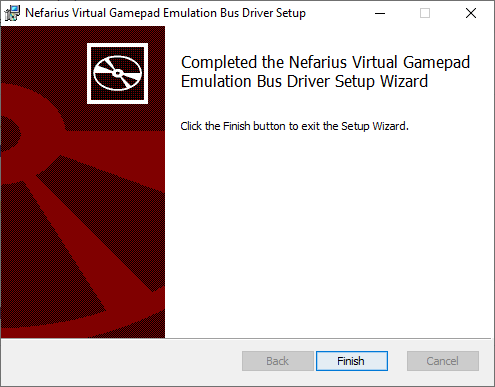 Nefarius Virtual Gamepad Emulation Bus Driver Setup
Completed the Nefarius Virtual Gamepad
Emulation Bus Driver Setup Wizard
Click the Finish button to exit the Setup Wizard.
Back
Finish
Cancel